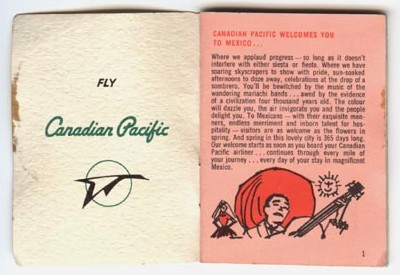 FLY
Canadian Pacific
CANADIAN PACIFIC WELCOMES YOU
TO MEXICO...
Where we applaud progress — so long as it doesn't
interfere with either siesta or fiesta. Where we have
soaring skyscrapers to show with pride, sun-soaked
afternoons to doze away, celebrations at the drop of a
sombrero. You'll be bewitched by the music of the
wandering mariachi bands . . . awed by the evidence
of a civilization four thousand years old. The colour
will dazzle you, the air invigorate you and the people
delight you. To Mexicans — with their exquisite man-
ners, endless merriment and inborn talent for hos-
pitality — visitors are as welcome as the flowers in
spring. And spring in this lovely city is 365 days long.
Our welcome starts as soon as you board your Canadian
Pacific airliner . . . continues through every mile of
your journey . . . every day of your stay in magnificent
Mexico.
1